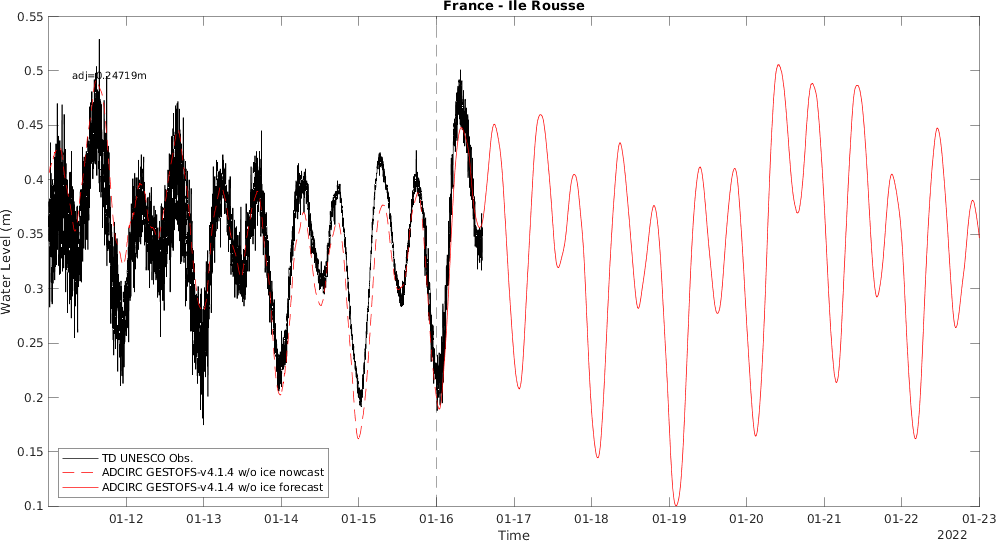 France - Ile Rousse
adj=0.24719m
0.55
0.5
0.45
0.4
0.35
0.3
0.25
0.2
0.15
0.1
Water Level (m)
TD UNESCO Obs.
ADCIRC GESTOFS-v4.1.4 w/o ice nowcast
ADCIRC GESTOFS-v4.1.4 w/o ice forecast
01-12 01-13 01-14 01-15 01-16 01-17 01-18 01-19 01-20 01-21 01-22 01-23
Time
2022